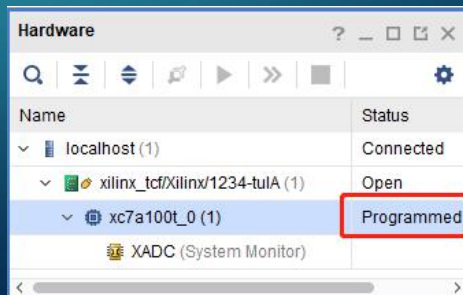 Hardware
Name Status
localhost (1) Connected
xilinx_tcf/Xilinx/1234-tulA (1) Open
xc7a100t_0 (1) Programmed
XADC (System Monitor)